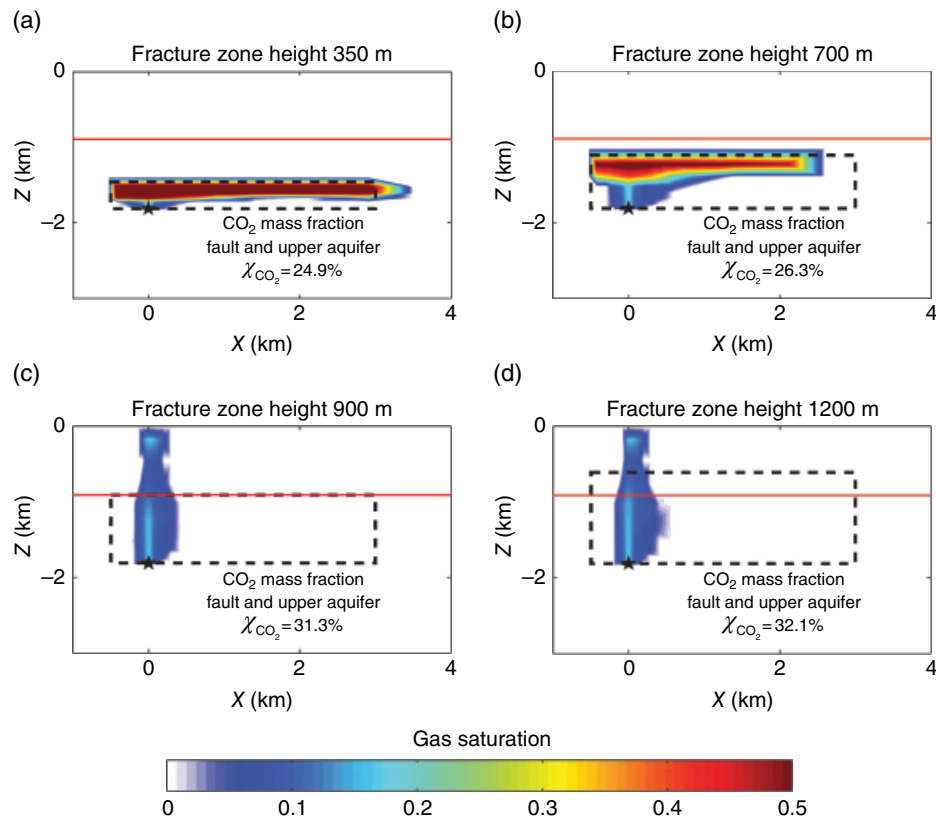 (a)
Fracture zone height 350 m
0
−2
Z (km)
CO₂ mass fraction
fault and upper aquifer
χCO₂=24.9%
0 2 4
X (km)
(b)
Fracture zone height 700 m
0
−2
Z (km)
CO₂ mass fraction
fault and upper aquifer
χCO₂=26.3%
0 2 4
X (km)
(c)
Fracture zone height 900 m
0
−2
Z (km)
CO₂ mass fraction
fault and upper aquifer
χCO₂=31.3%
0 2 4
X (km)
(d)
Fracture zone height 1200 m
0
−2
Z (km)
CO₂ mass fraction
fault and upper aquifer
χCO₂=32.1%
0 2 4
X (km)
Gas saturation
0 0.1 0.2 0.3 0.4 0.5